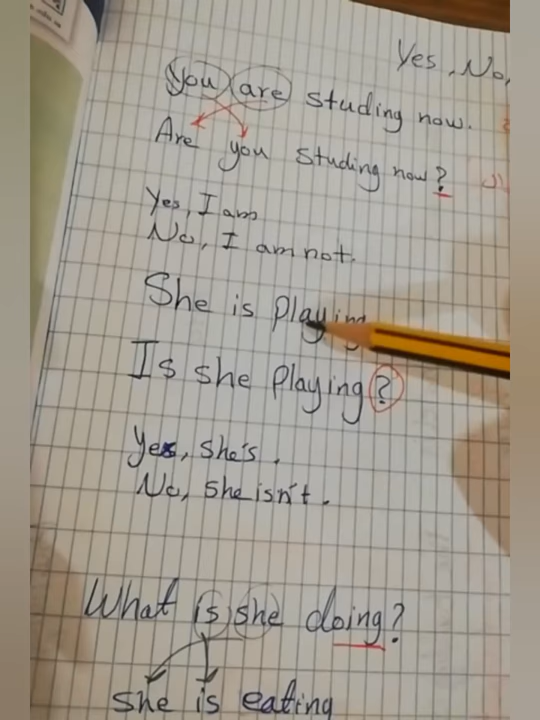 Yes, No,
You are studing now.
Are you studing now?
Yes, I am
No, I am not.
She is playing
Is she playing?
Yes, she's.
No, she isn't.
What is she doing?
she is eating